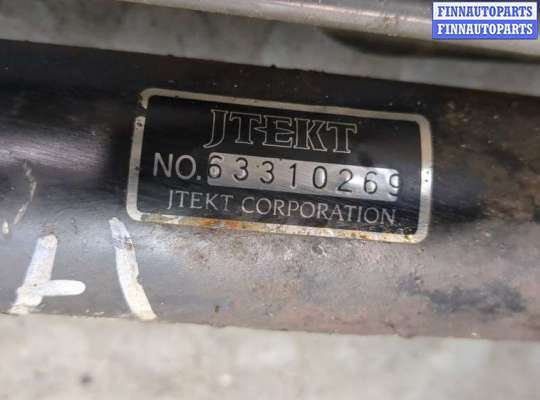 FINNAUTOPARTS
FINNAUTOPARTS
JTEKT
NO.63310269
JTEKT CORPORATION